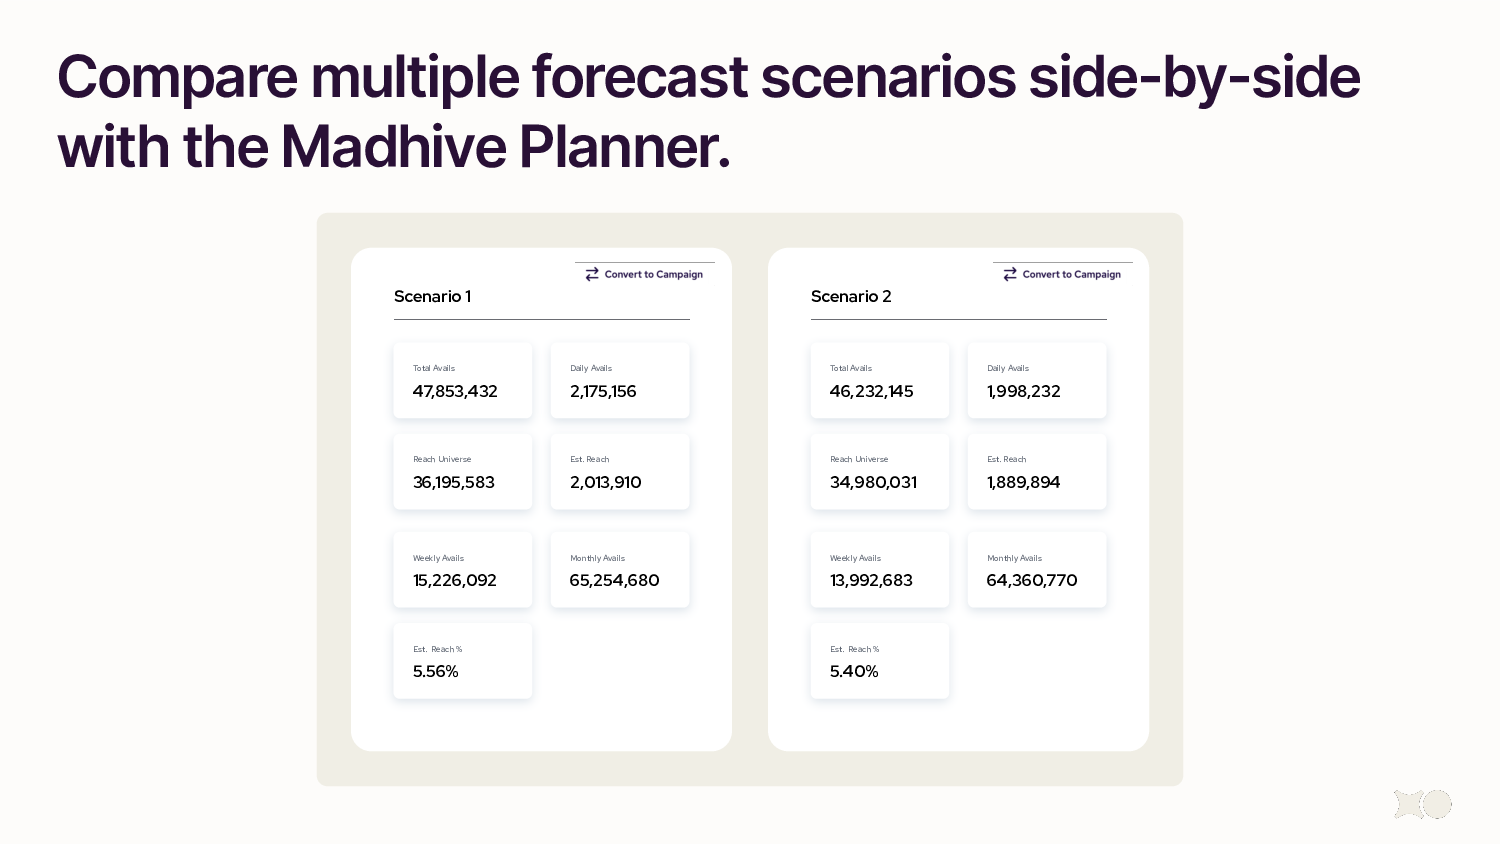 Compare multiple forecast scenarios side-by-side
with the Madhive Planner.
Convert to Campaign
Scenario 1
Total Avails
47,853,432
Daily Avails
2,175,156
Reach Universe
36,195,583
Est. Reach
2,013,910
Weekly Avails
15,226,092
Monthly Avails
65,254,680
Est. Reach %
5.56%
Convert to Campaign
Scenario 2
Total Avails
46,232,145
Daily Avails
1,998,232
Reach Universe
34,980,031
Est. Reach
1,889,894
Weekly Avails
13,992,683
Monthly Avails
64,360,770
Est. Reach %
5.40%